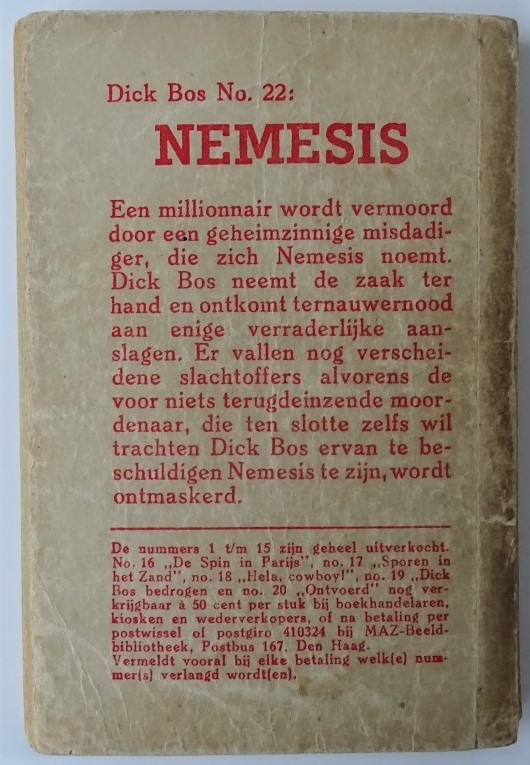 Dick Bos No. 22:
NEMESIS
Een millionnair wordt vermoord
door een geheimzinnige misdadi-
ger, die zich Nemesis noemt.
Dick Bos neemt de zaak ter
hand en ontkomt ternauwernood
aan enige verraderlijke aan-
slagen. Er vallen nog verschei-
dene slachtoffers alvorens de
voor niets terugdeinzende moor-
denaar, die ten slotte zelfs wil
trachten Dick Bos ervan te be-
schuldigen Nemesis te zijn, wordt
ontmaskerd.
De nummers 1 t/m 15 zijn geheel uitverkocht.
No. 16 „De Spin in Parijs", no. 17 „Sporen in
het Zand", no. 18 „Hela, cowboy!", no. 19 „Dick
Bos bedrogen en no. 20 „Ontvoerd" nog ver-
krijgbaar à 50 cent per stuk bij boekhandelaren,
kiosken en wederverkopers, of na betaling per
postwissel of postgiro 410324 bij MAZ-Beeld-
bibliotheek, Postbus 167, Den Haag.
Vermeldt vooral bij elke betaling welk(e) num-
mer(s) verlangd wordt(en).